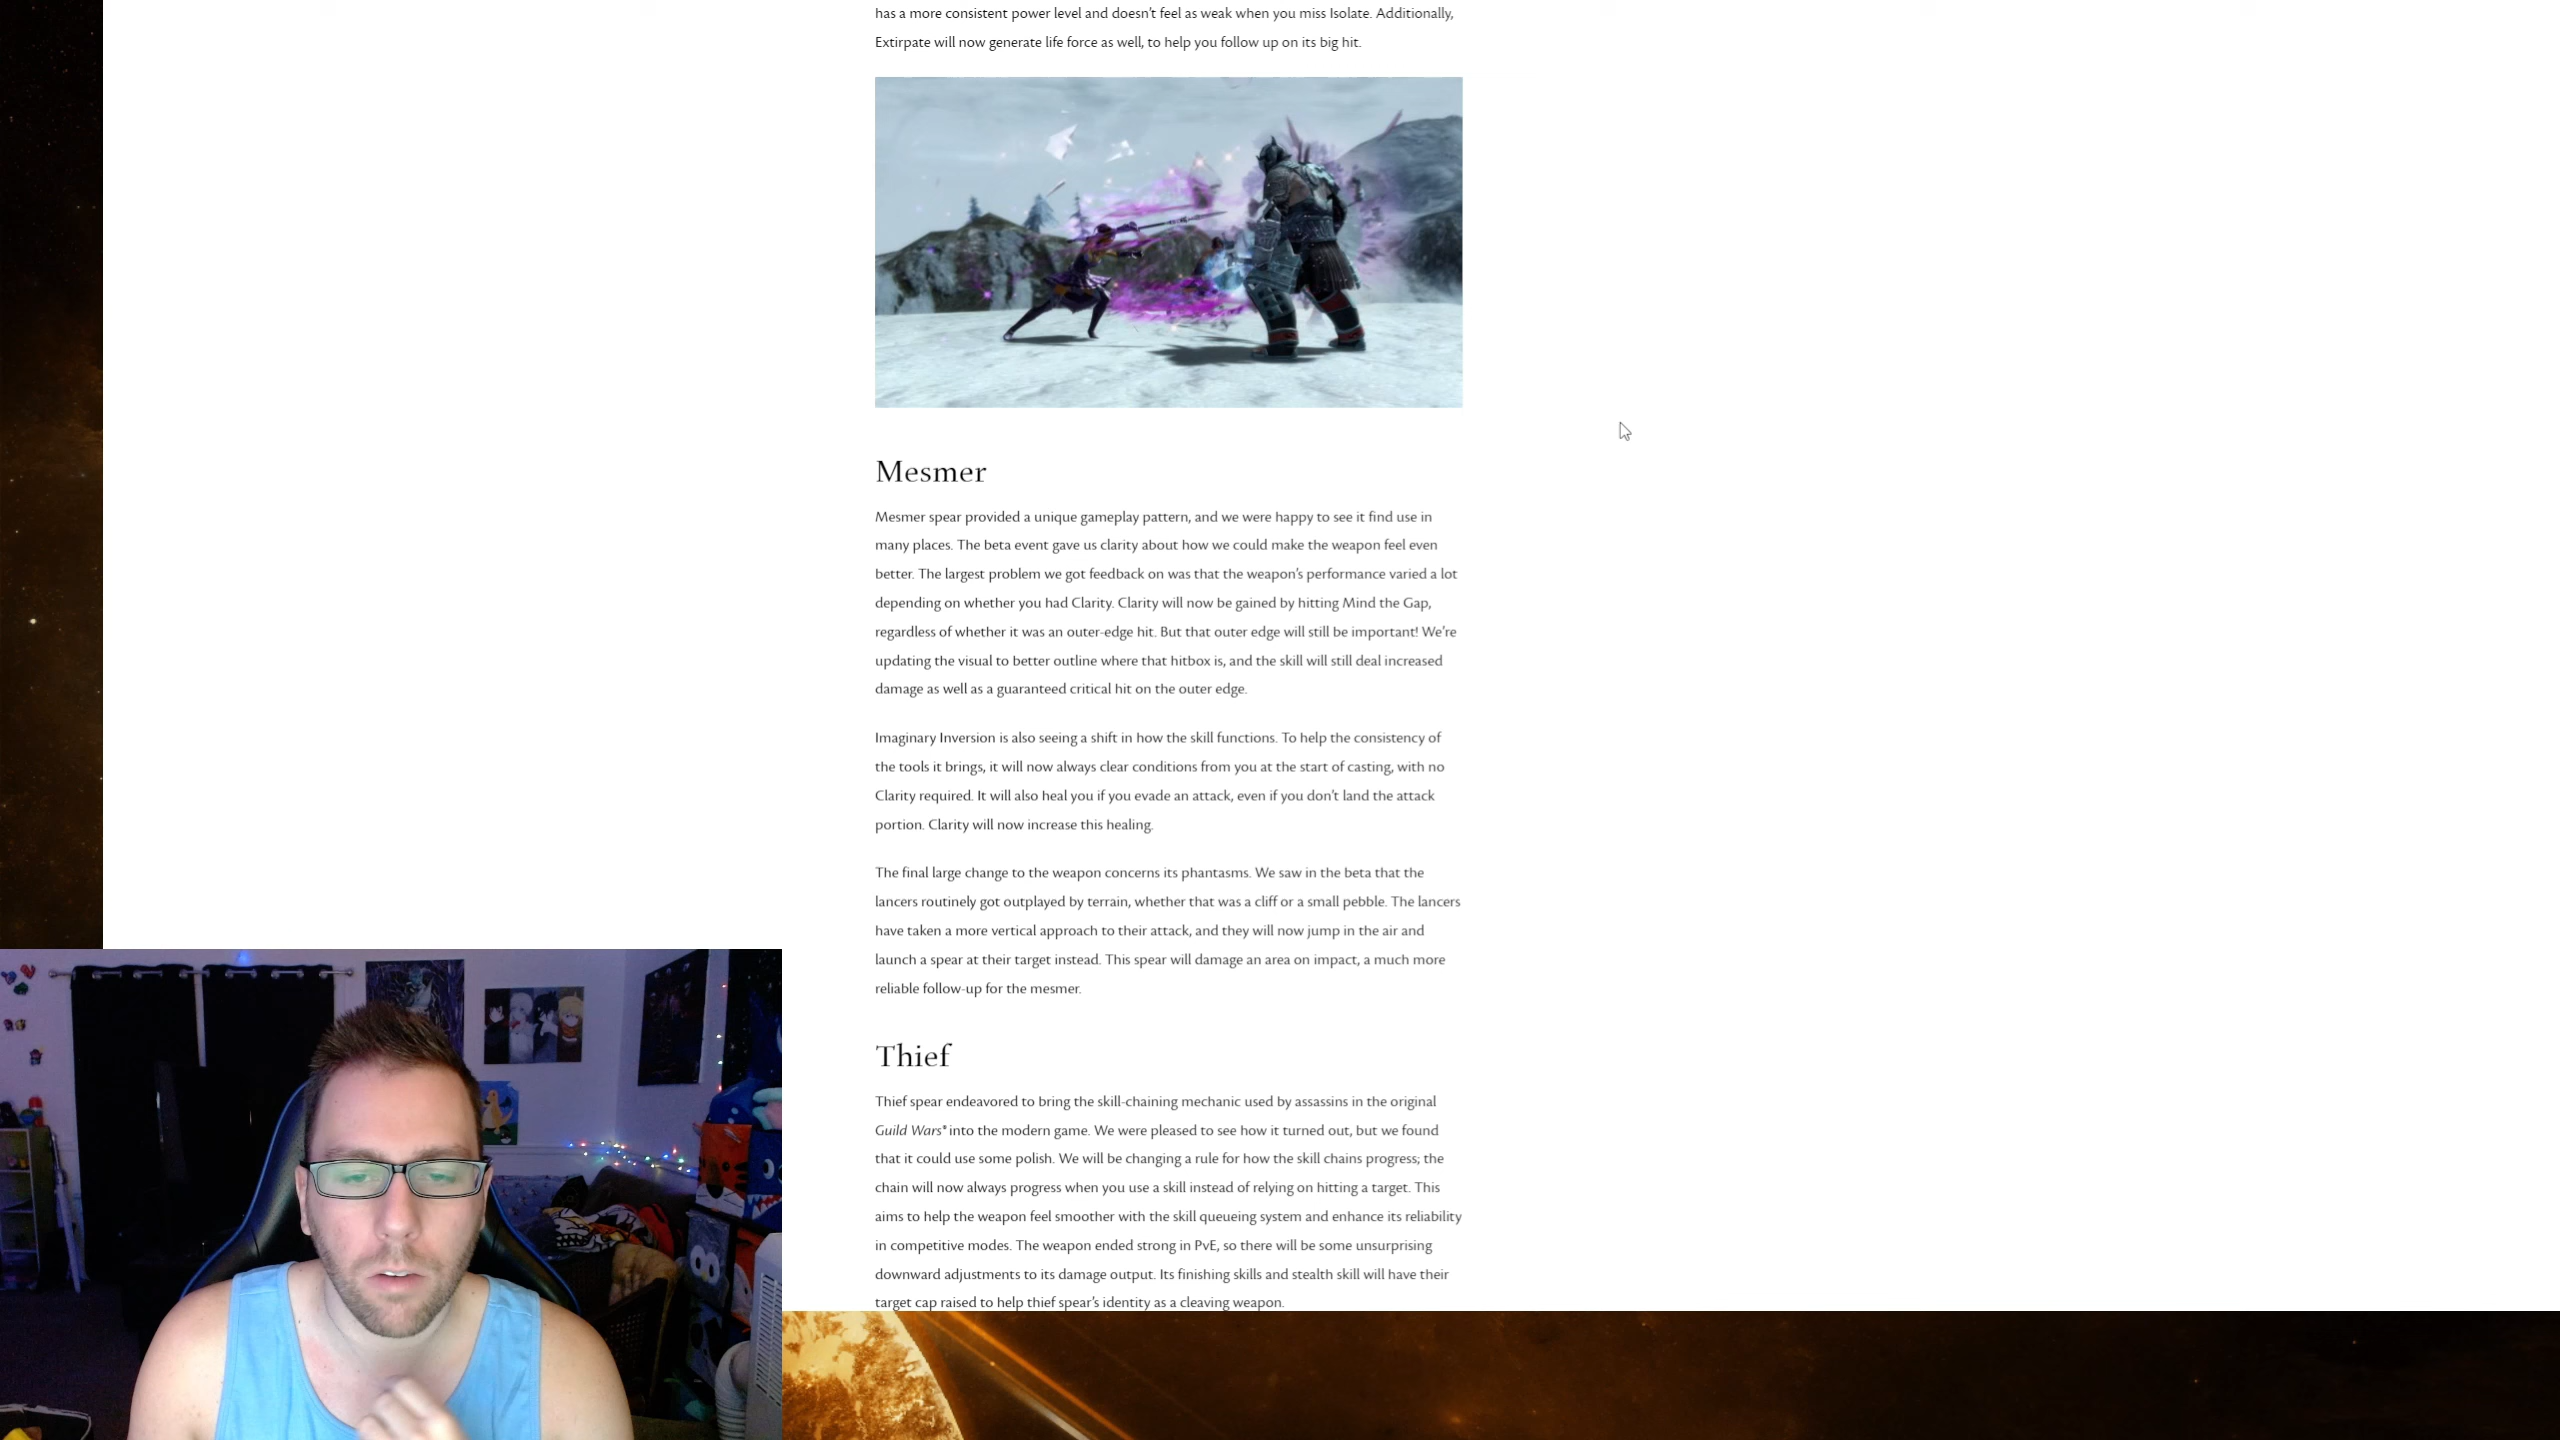 has a more consistent power level and doesn't feel as weak when you miss Isolate. Additionally,
Extirpate will now generate life force as well, to help you follow up on its big hit.
Mesmer
Mesmer spear provided a unique gameplay pattern, and we were happy to see it find use in
many places. The beta event gave us clarity about how we could make the weapon feel even
better. The largest problem we got feedback on was that the weapon's performance varied a lot
depending on whether you had Clarity. Clarity will now be gained by hitting Mind the Gap,
regardless of whether it was an outer-edge hit. But that outer edge will still be important! We're
updating the visual to better outline where that hitbox is, and the skill will still deal increased
damage as well as a guaranteed critical hit on the outer edge.
Imaginary Inversion is also seeing a shift in how the skill functions. To help the consistency of
the tools it brings, it will now always clear conditions from you at the start of casting, with no
Clarity required. It will also heal you if you evade an attack, even if you don't land the attack
portion. Clarity will now increase this healing.
The final large change to the weapon concerns its phantasms. We saw in the beta that the
lancers routinely got outplayed by terrain, whether that was a cliff or a small pebble. The lancers
have taken a more vertical approach to their attack, and they will now jump in the air and
launch a spear at their target instead. This spear will damage an area on impact, a much more
reliable follow-up for the mesmer.
Thief
Thief spear endeavored to bring the skill-chaining mechanic used by assassins in the original
Guild Wars® into the modern game. We were pleased to see how it turned out, but we found
that it could use some polish. We will be changing a rule for how the skill chains progress; the
chain will now always progress when you use a skill instead of relying on hitting a target. This
aims to help the weapon feel smoother with the skill queueing system and enhance its reliability
in competitive modes. The weapon ended strong in PvE, so there will be some unsurprising
downward adjustments to its damage output. Its finishing skills and stealth skill will have their
target cap raised to help thief spear's identity as a cleaving weapon.